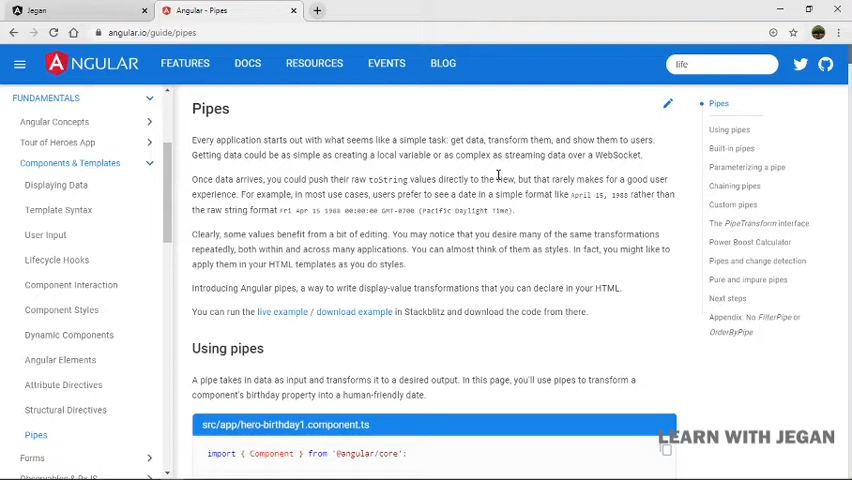 Jegan
Angular - Pipes
angular.io/guide/pipes
ANGULAR
FEATURES
DOCS
RESOURCES
EVENTS
BLOG
life
FUNDAMENTALS
Angular Concepts
Tour of Heroes App
Components & Templates
Displaying Data
Template Syntax
User Input
Lifecycle Hooks
Component Interaction
Component Styles
Dynamic Components
Angular Elements
Attribute Directives
Structural Directives
Pipes
Forms
Observables & RxJS
Pipes
Every application starts out with what seems like a simple task: get data, transform them, and show them to users.
Getting data could be as simple as creating a local variable or as complex as streaming data over a WebSocket.
Once data arrives, you could push their raw toString values directly to the view, but that rarely makes for a good user
experience. For example, in most use cases, users prefer to see a date in a simple format like April 15, 1988 rather than
the raw string format Fri Apr 15 1988 00:00:00 GMT-0700 (Pacific Daylight Time).
Clearly, some values benefit from a bit of editing. You may notice that you desire many of the same transformations
repeatedly, both within and across many applications. You can almost think of them as styles. In fact, you might like to
apply them in your HTML templates as you do styles.
Introducing Angular pipes, a way to write display-value transformations that you can declare in your HTML.
You can run the live example / download example in Stackblitz and download the code from there.
Using pipes
A pipe takes in data as input and transforms it to a desired output. In this page, you'll use pipes to transform a
component's birthday property into a human-friendly date.
src/app/hero-birthday1.component.ts
import { Component } from '@angular/core';
Pipes
Using pipes
Built-in pipes
Parameterizing a pipe
Chaining pipes
Custom pipes
The PipeTransform interface
Power Boost Calculator
Pipes and change detection
Pure and impure pipes
Next steps
Appendix: No FilterPipe or
OrderByPipe
LEARN WITH JEGAN